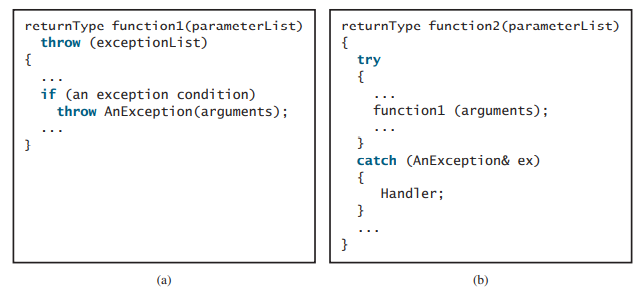 returnType function1(parameterList)
  throw (exceptionList)
{
  ...
  if (an exception condition)
    throw AnException(arguments);
  ...
}
(a)
returnType function2(parameterList)
{
  try
  {
    ...
    function1 (arguments);
    ...
  }
  catch (AnException& ex)
  {
     Handler;
  }
  ...
}
(b)